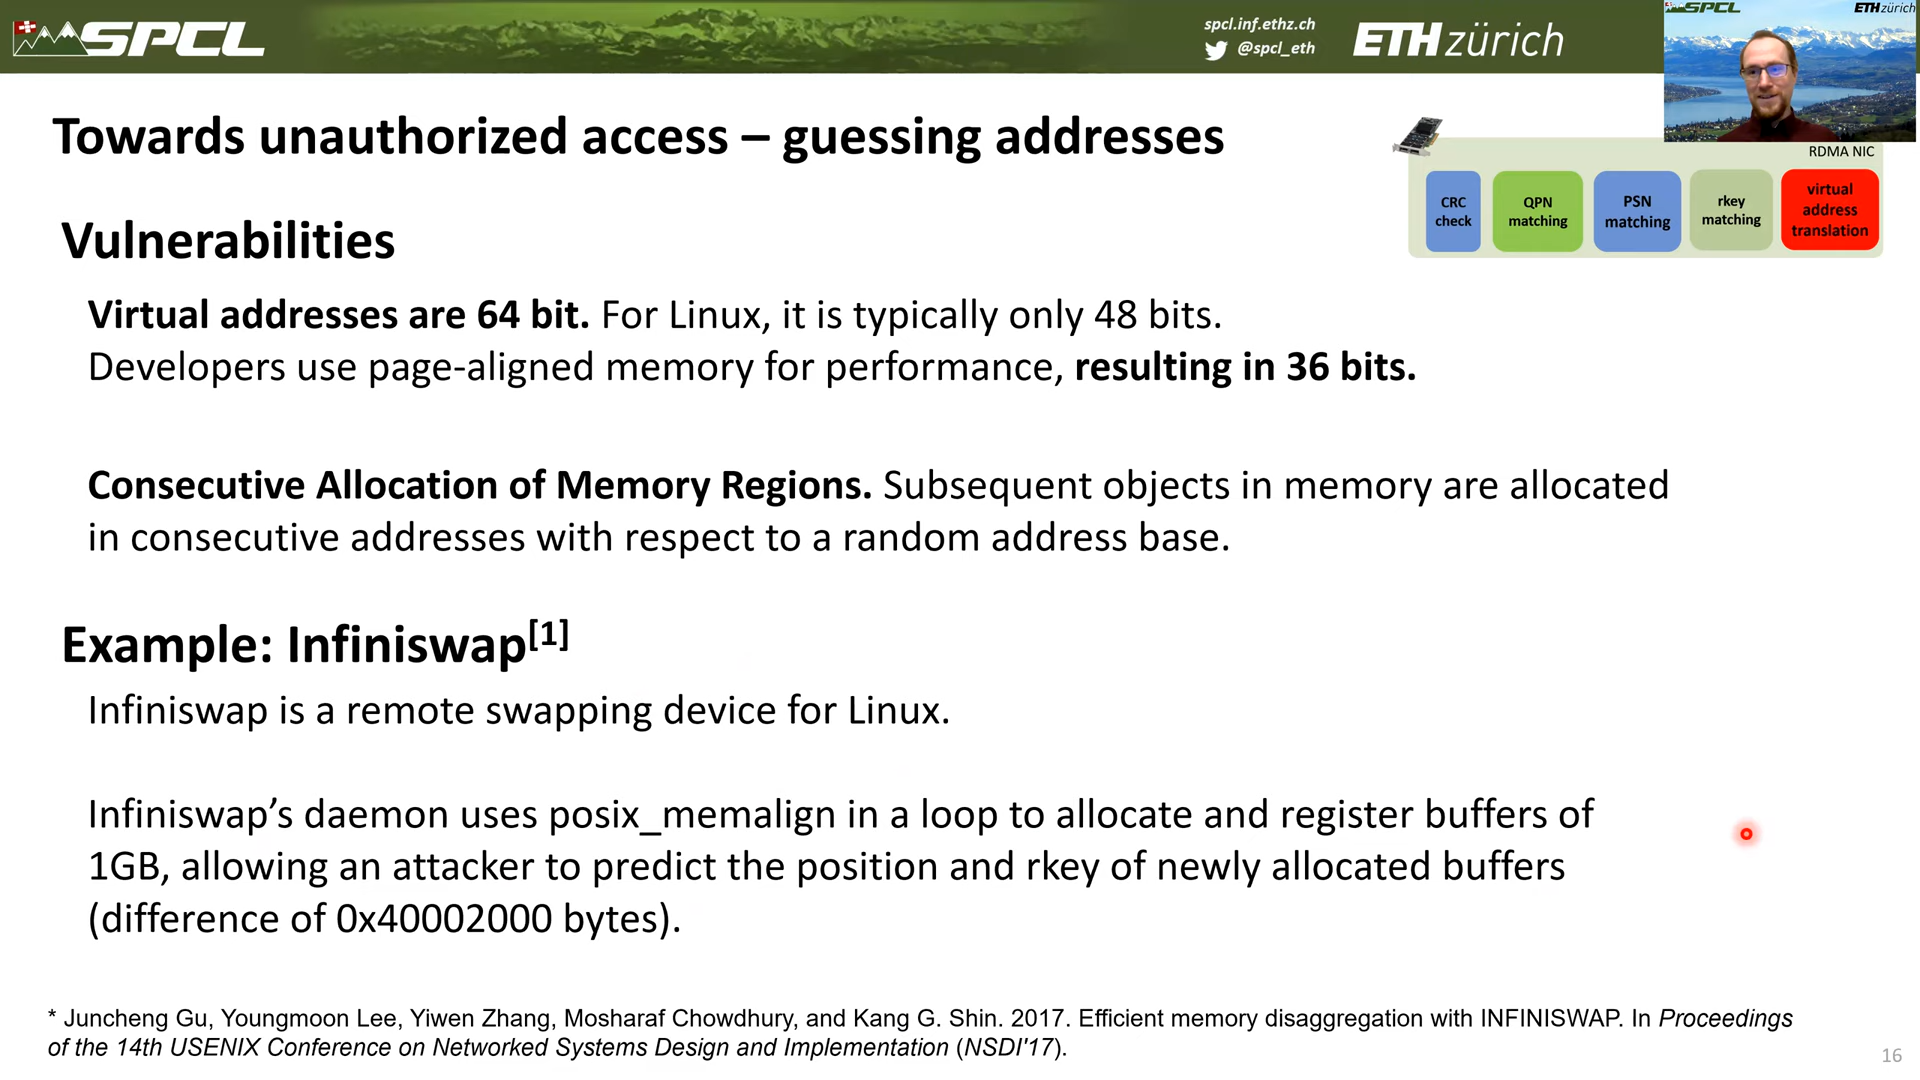 SPCL
spcl.inf.ethz.ch
@spcl_eth
ETH zürich
SPCL
ETH zürich
Towards unauthorized access – guessing addresses
RDMA NIC
CRC
check
QPN
matching
PSN
matching
rkey
matching
virtual
address
translation
Vulnerabilities
Virtual addresses are 64 bit. For Linux, it is typically only 48 bits.
Developers use page-aligned memory for performance, resulting in 36 bits.
Consecutive Allocation of Memory Regions. Subsequent objects in memory are allocated
in consecutive addresses with respect to a random address base.
Example: Infiniswap[1]
Infiniswap is a remote swapping device for Linux.
Infiniswap’s daemon uses posix_memalign in a loop to allocate and register buffers of
1GB, allowing an attacker to predict the position and rkey of newly allocated buffers
(difference of 0x40002000 bytes).
* Juncheng Gu, Youngmoon Lee, Yiwen Zhang, Mosharaf Chowdhury, and Kang G. Shin. 2017. Efficient memory disaggregation with INFINISWAP. In Proceedings
of the 14th USENIX Conference on Networked Systems Design and Implementation (NSDI'17).
16